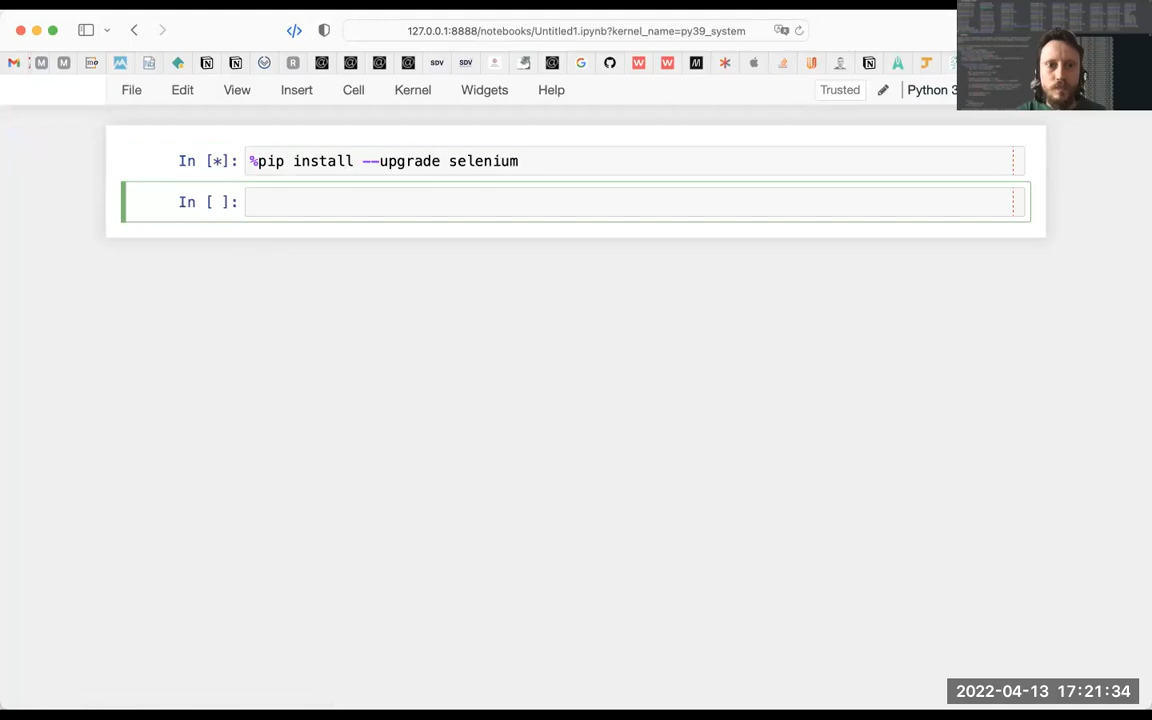 127.0.0.1:8888/notebooks/Untitled1.ipynb?kernel_name=py39_system
File Edit View Insert Cell Kernel Widgets Help Trusted Python 3
In [*]: %pip install --upgrade selenium
In [ ]:
2022-04-13 17:21:34